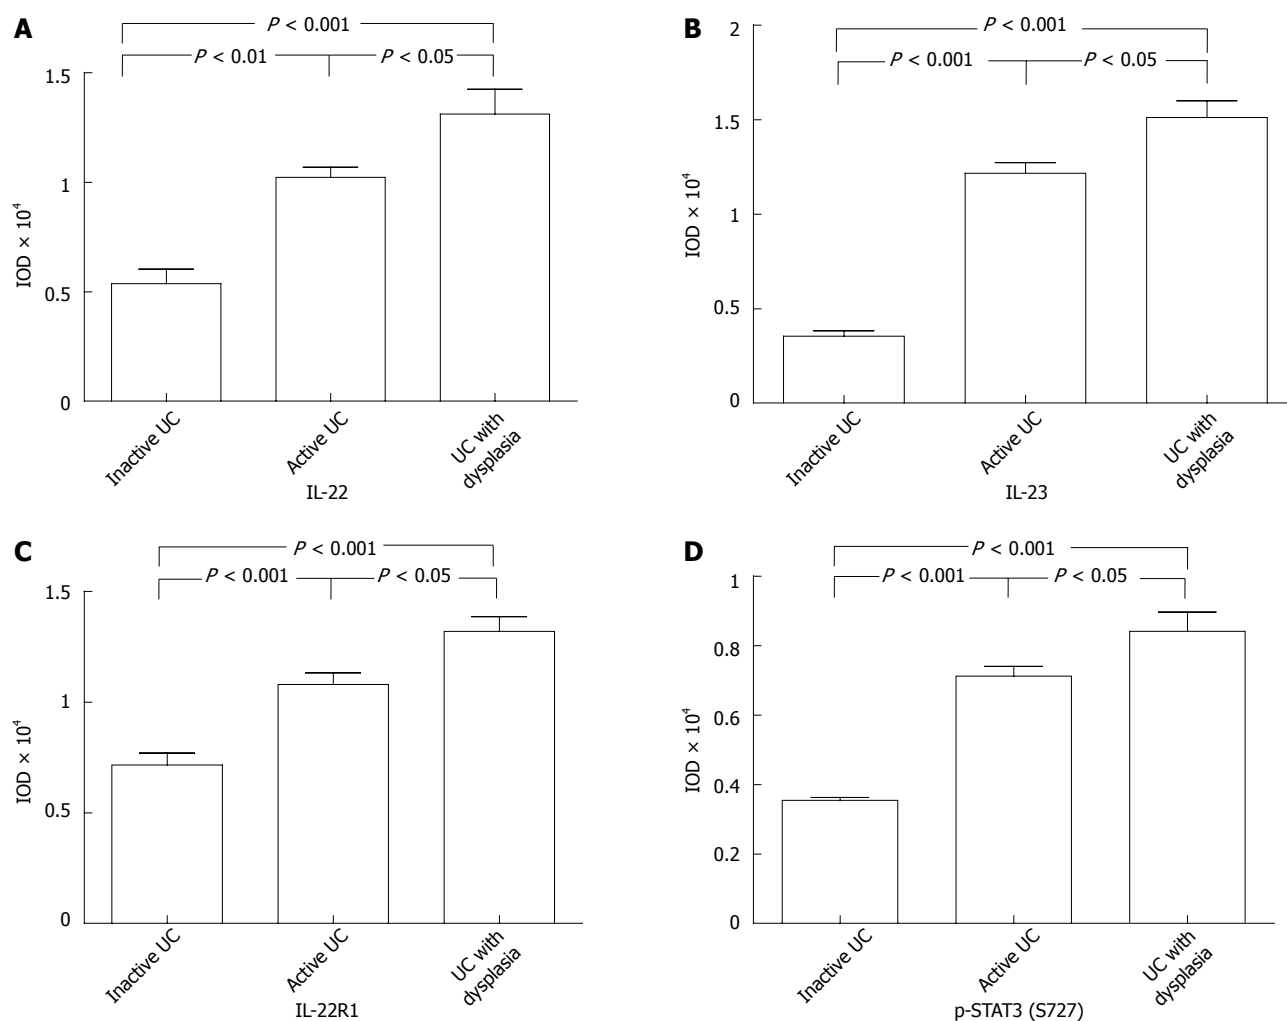 A
P < 0.001
P < 0.01
P < 0.05
1.5
1
0.5
0
IOD × 10⁴
Inactive UC
Active UC
UC with
dysplasia
IL-22
B
P < 0.001
P < 0.001
P < 0.05
2
1.5
1
0.5
0
IOD × 10⁴
Inactive UC
Active UC
UC with
dysplasia
IL-23
C
P < 0.001
P < 0.001
P < 0.05
1.5
1
0.5
0
IOD × 10⁴
Inactive UC
Active UC
UC with
dysplasia
IL-22R1
D
P < 0.001
P < 0.001
P < 0.05
1
0.8
0.6
0.4
0.2
0
IOD × 10⁴
Inactive UC
Active UC
UC with
dysplasia
p-STAT3 (S727)